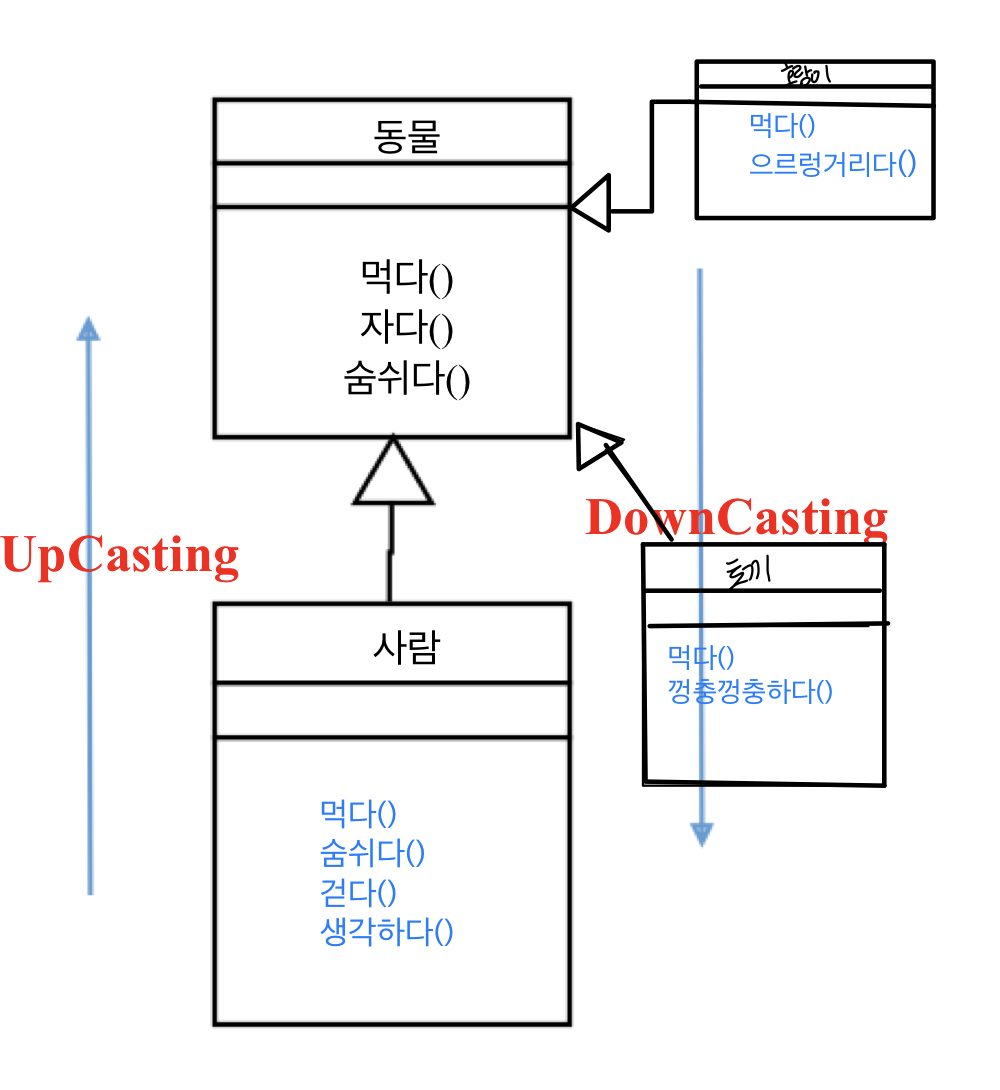 동물
먹다()
자다()
숨쉬다()
호랑이
먹다()
으르렁거리다()
UpCasting
DownCasting
사람
먹다()
숨쉬다()
걷다()
생각하다()
토끼
먹다()
껑충껑충하다()